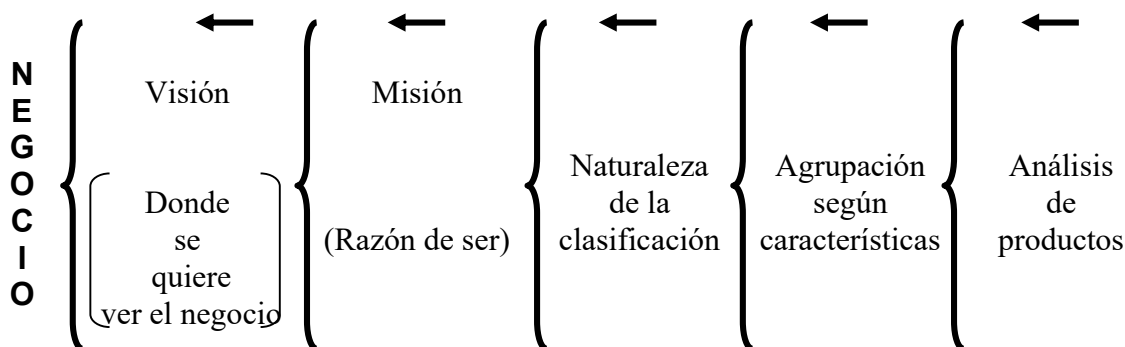 NEGOCIO
Visión
Donde
se
quiere
ver el negocio
Misión
(Razón de ser)
Naturaleza
de la
clasificación
Agrupación
según
características
Análisis
de
productos